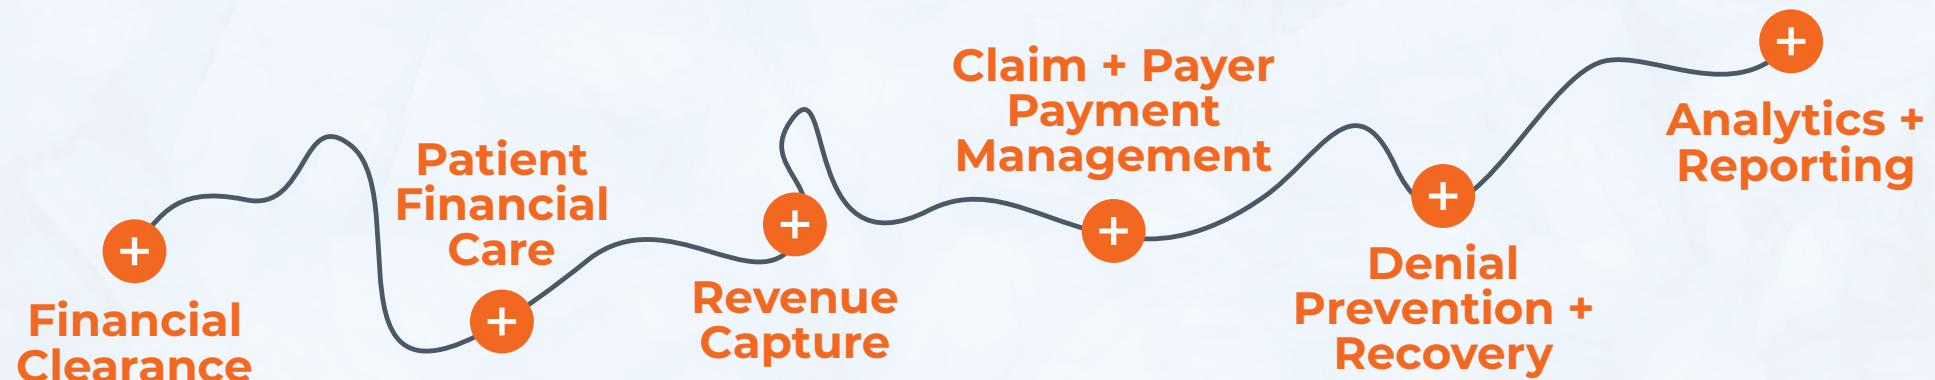 Financial
Clearance
Patient
Financial
Care
Revenue
Capture
Claim + Payer
Payment
Management
Denial
Prevention +
Recovery
Analytics +
Reporting